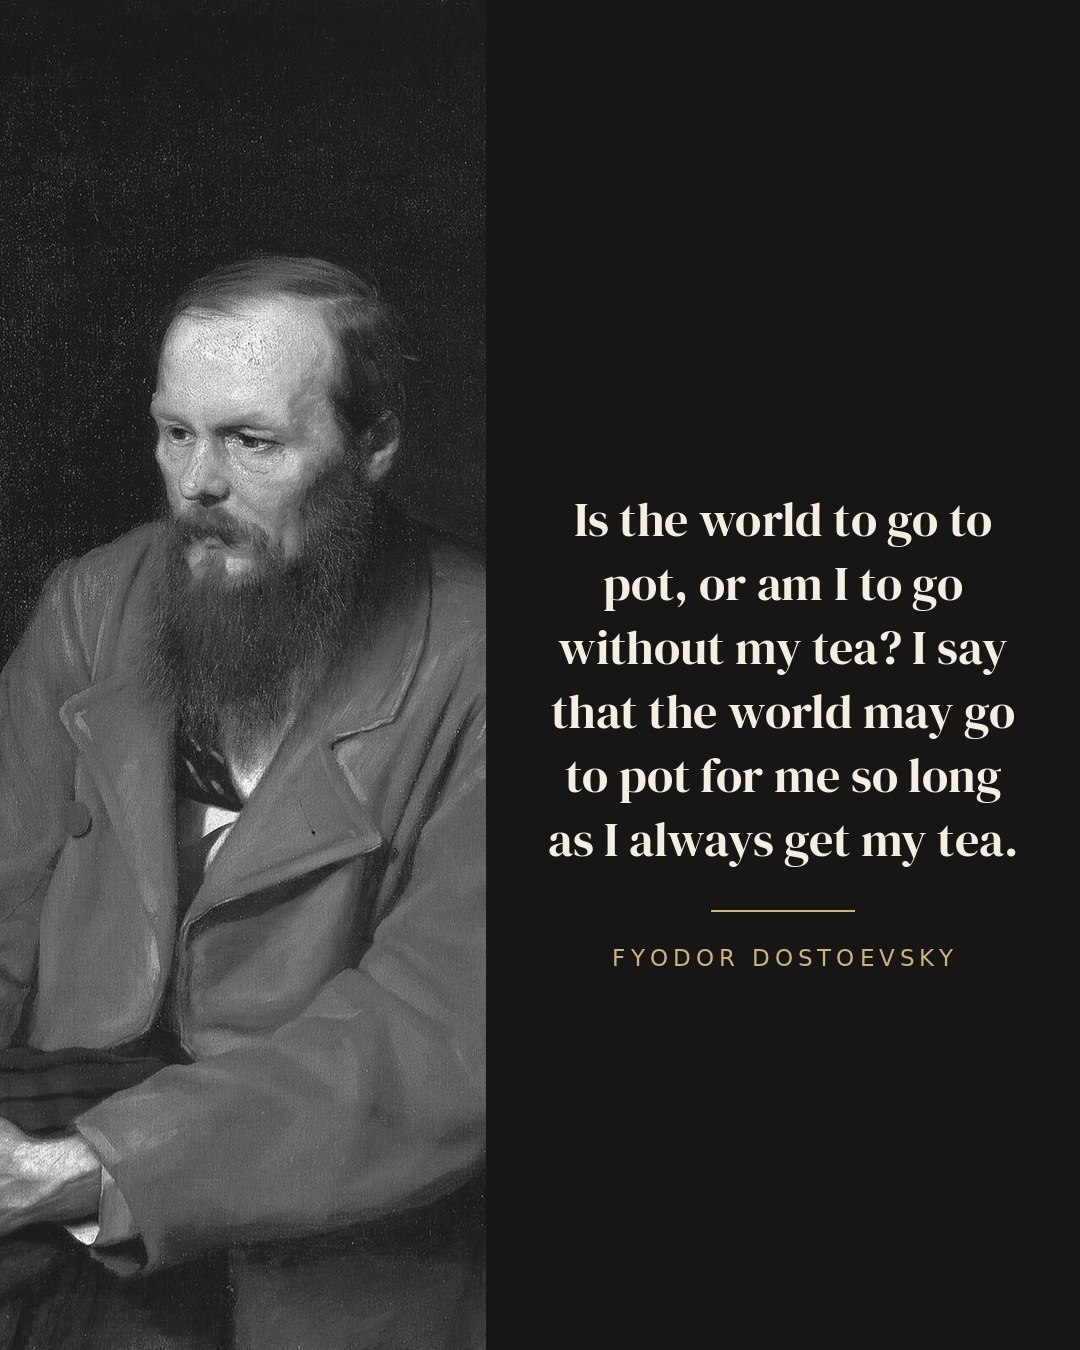 Is the world to go to
pot, or am I to go
without my tea? I say
that the world may go
to pot for me so long
as I always get my tea.
FYODOR DOSTOEVSKY